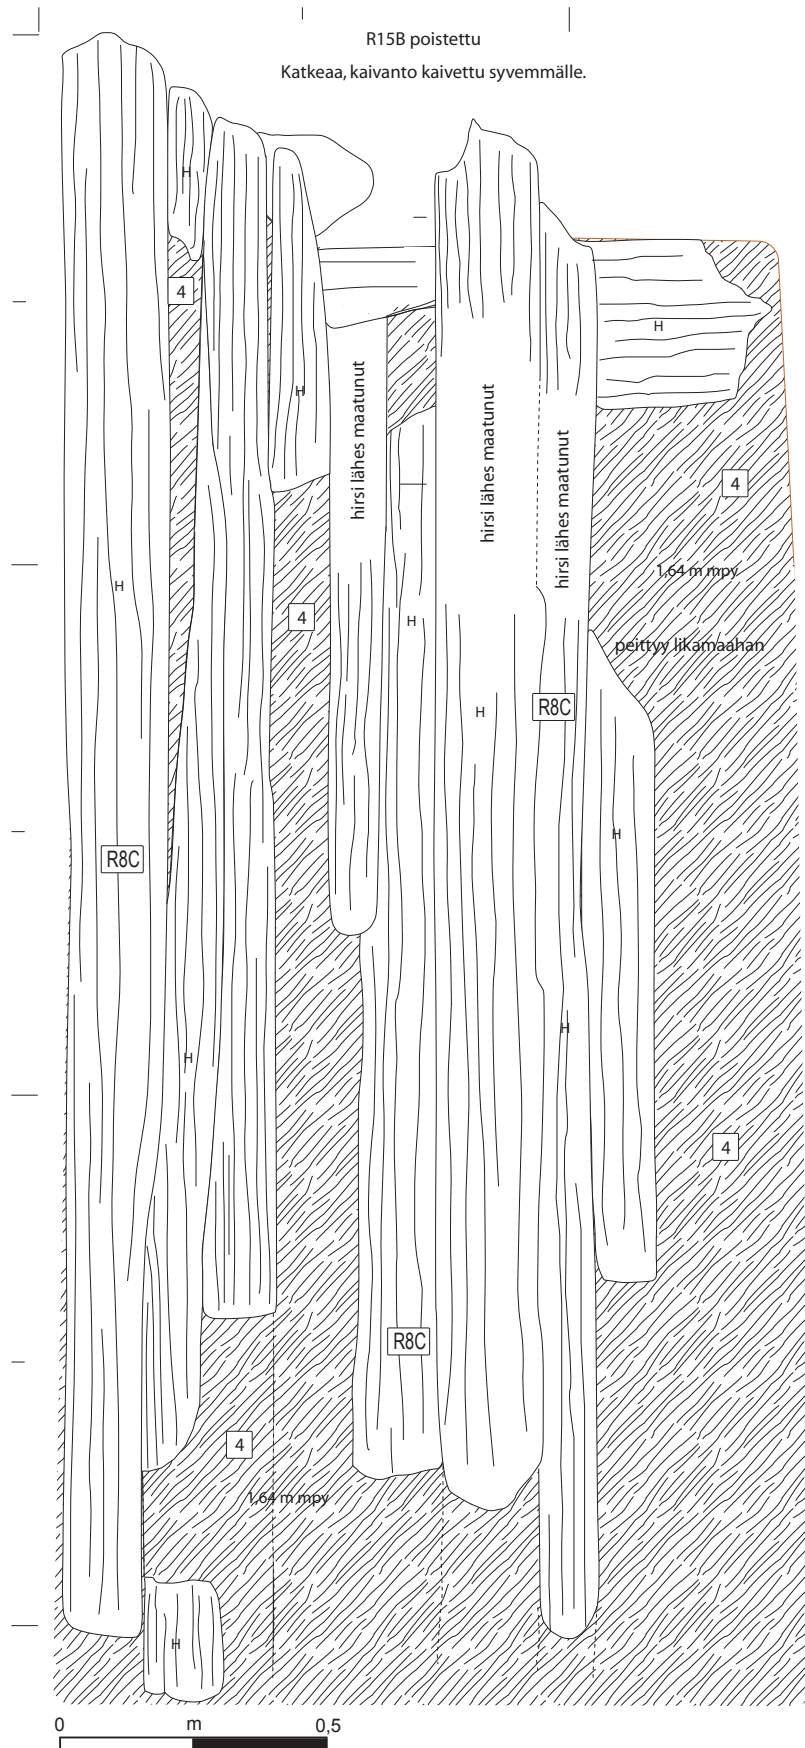 R15B poistettu
Katkeaa, kaivanto kaivettu syvemmälle.
H
4
H
H
hirsi lähes maatunut
hirsi lähes maatunut
hirsi lähes maatunut
4
1,64 m mpy
H
4
H
peittyy likamaahan
H
R8C
H
R8C
H
H
4
R8C
4
1,64 m mpy
H
0 m 0,5